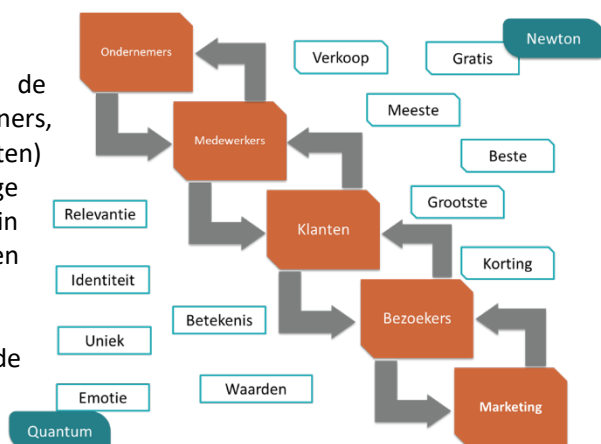 de
ners,
ten)
ge
in
en
de
Ondernemers
Medewerkers
Klanten
Bezoekers
Marketing
Newton
Verkoop
Gratis
Meeste
Beste
Grootste
Korting
Relevantie
Identiteit
Betekenis
Uniek
Waarden
Emotie
Quantum